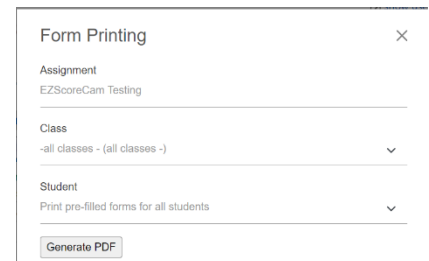 Form Printing
Assignment
EZScoreCam Testing
Class
-all classes - (all classes -)
Student
Print pre-filled forms for all students
Generate PDF